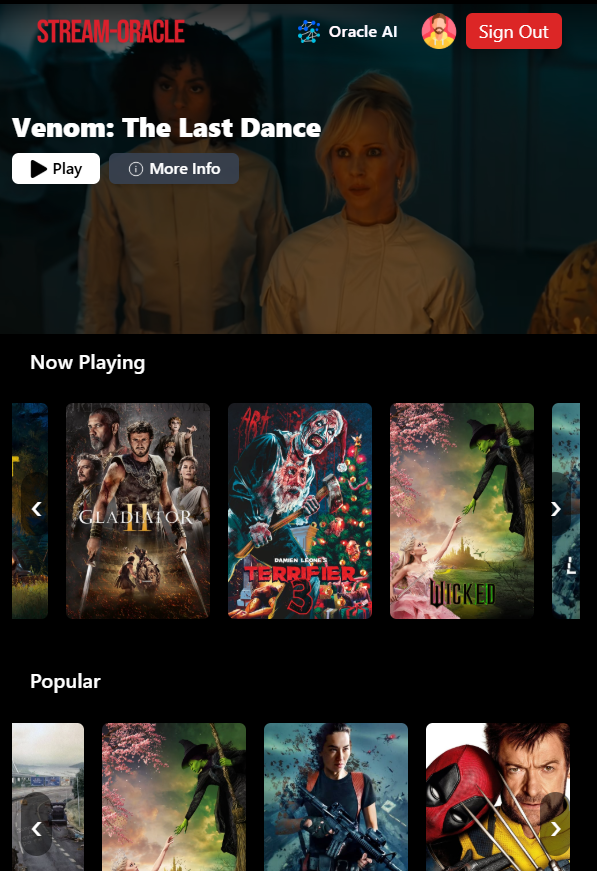 STREAM-ORACLE
Oracle AI
Sign Out
Venom: The Last Dance
Play
More Info
Now Playing
GLADIATOR
II
ART
DAMIEN LEONE'S
TERRIFIER
3
WICKED
L
Popular